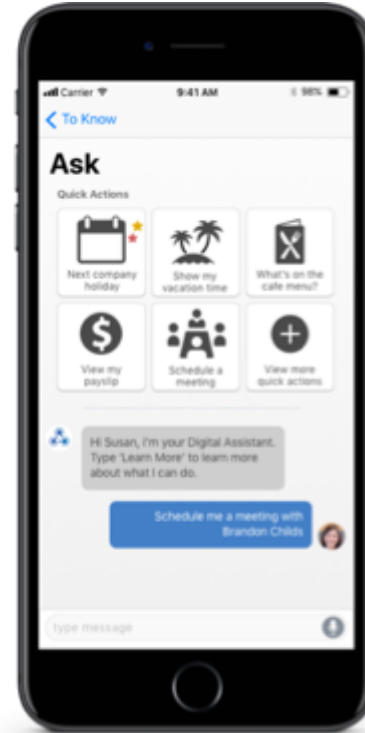 Carrier 9:41 AM 98%
To Know
Ask
Quick Actions
Next company
holiday
Show my
vacation time
What's on the
cafe menu?
View my
payslip
Schedule a
meeting
View more
quick actions
Hi Susan, I'm your Digital Assistant.
Type 'Learn More' to learn more
about what I can do.
Schedule me a meeting with
Brandon Childs
type message